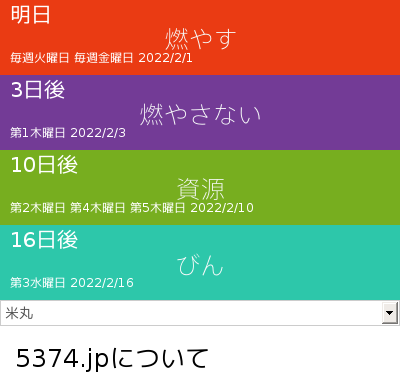 明日
燃やす
毎週火曜日 毎週金曜日 2022/2/1
3日後
燃やさない
第1木曜日 2022/2/3
10日後
資源
第2木曜日 第4木曜日 第5木曜日 2022/2/10
16日後
びん
第3水曜日 2022/2/16
米丸
5374.jpについて